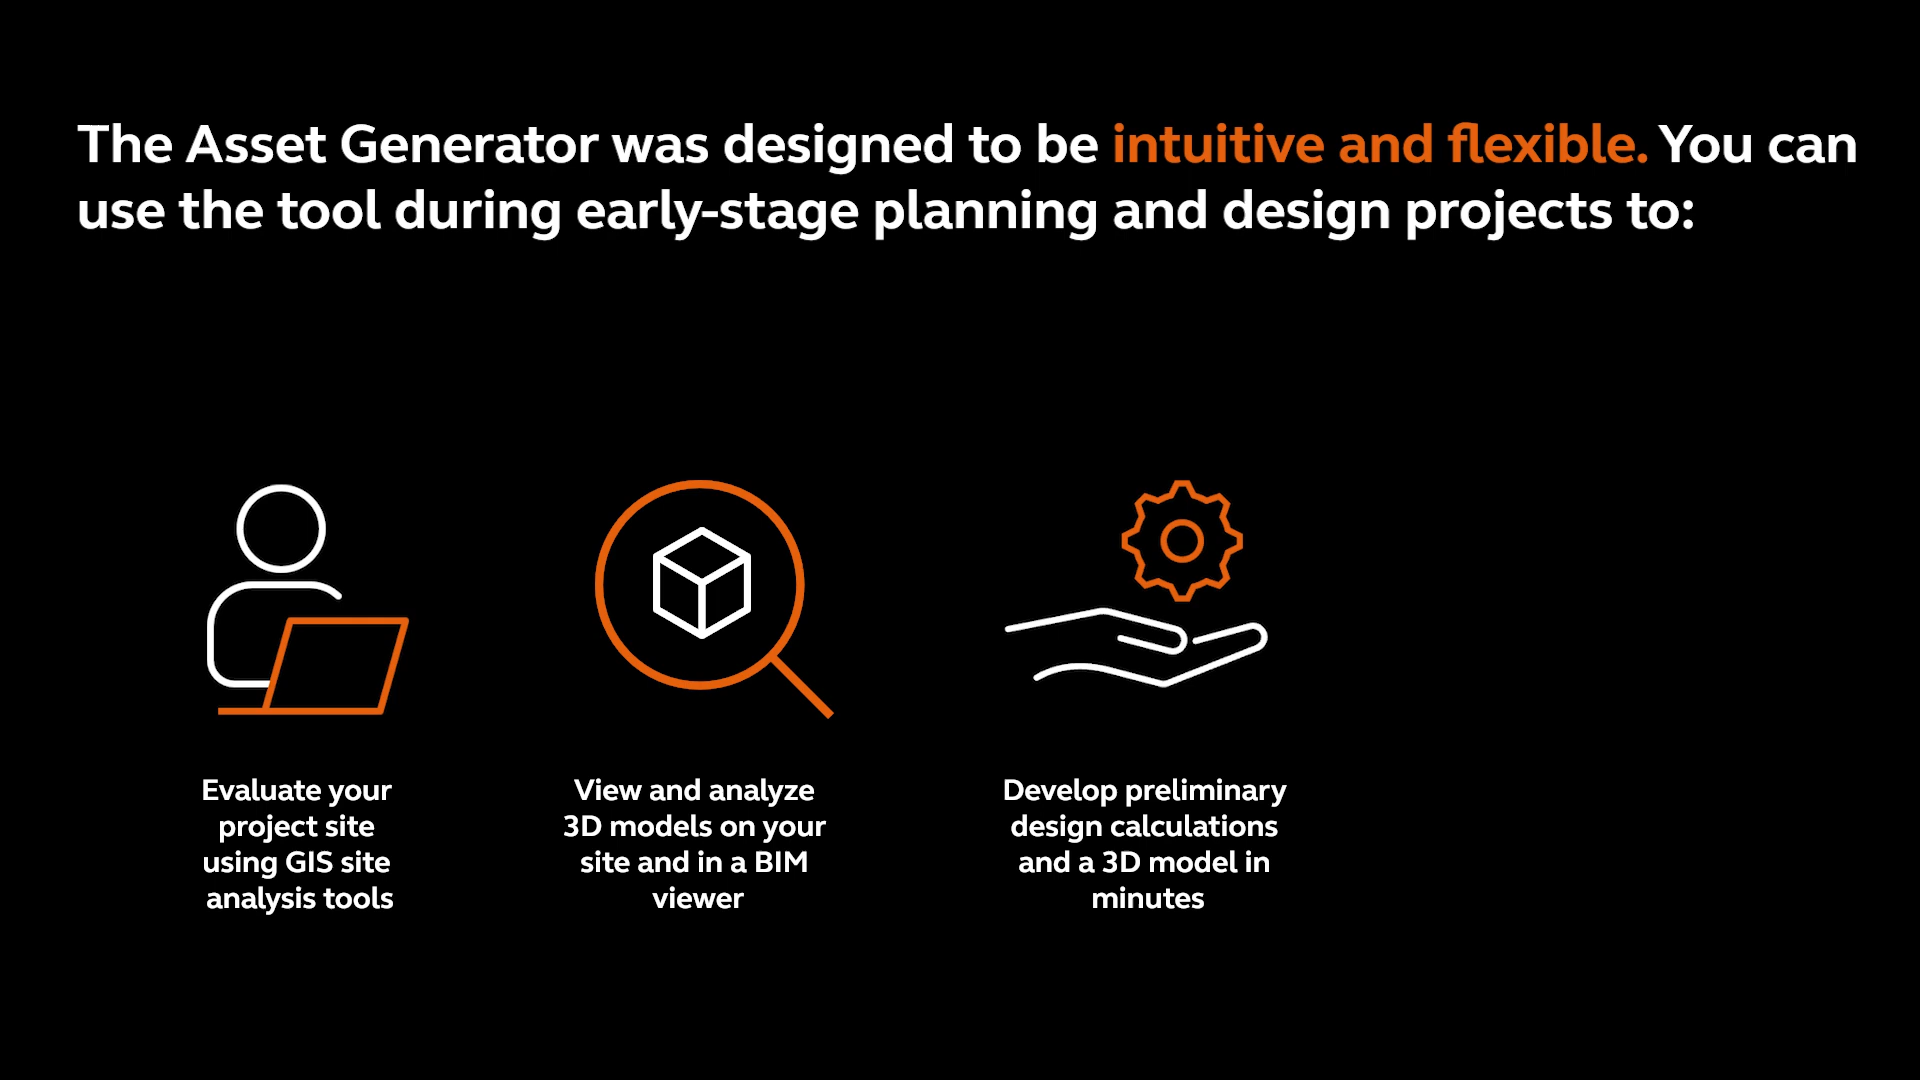 The Asset Generator was designed to be intuitive and flexible. You can
use the tool during early-stage planning and design projects to:
Evaluate your
project site
using GIS site
analysis tools
View and analyze
3D models on your
site and in a BIM
viewer
Develop preliminary
design calculations
and a 3D model in
minutes